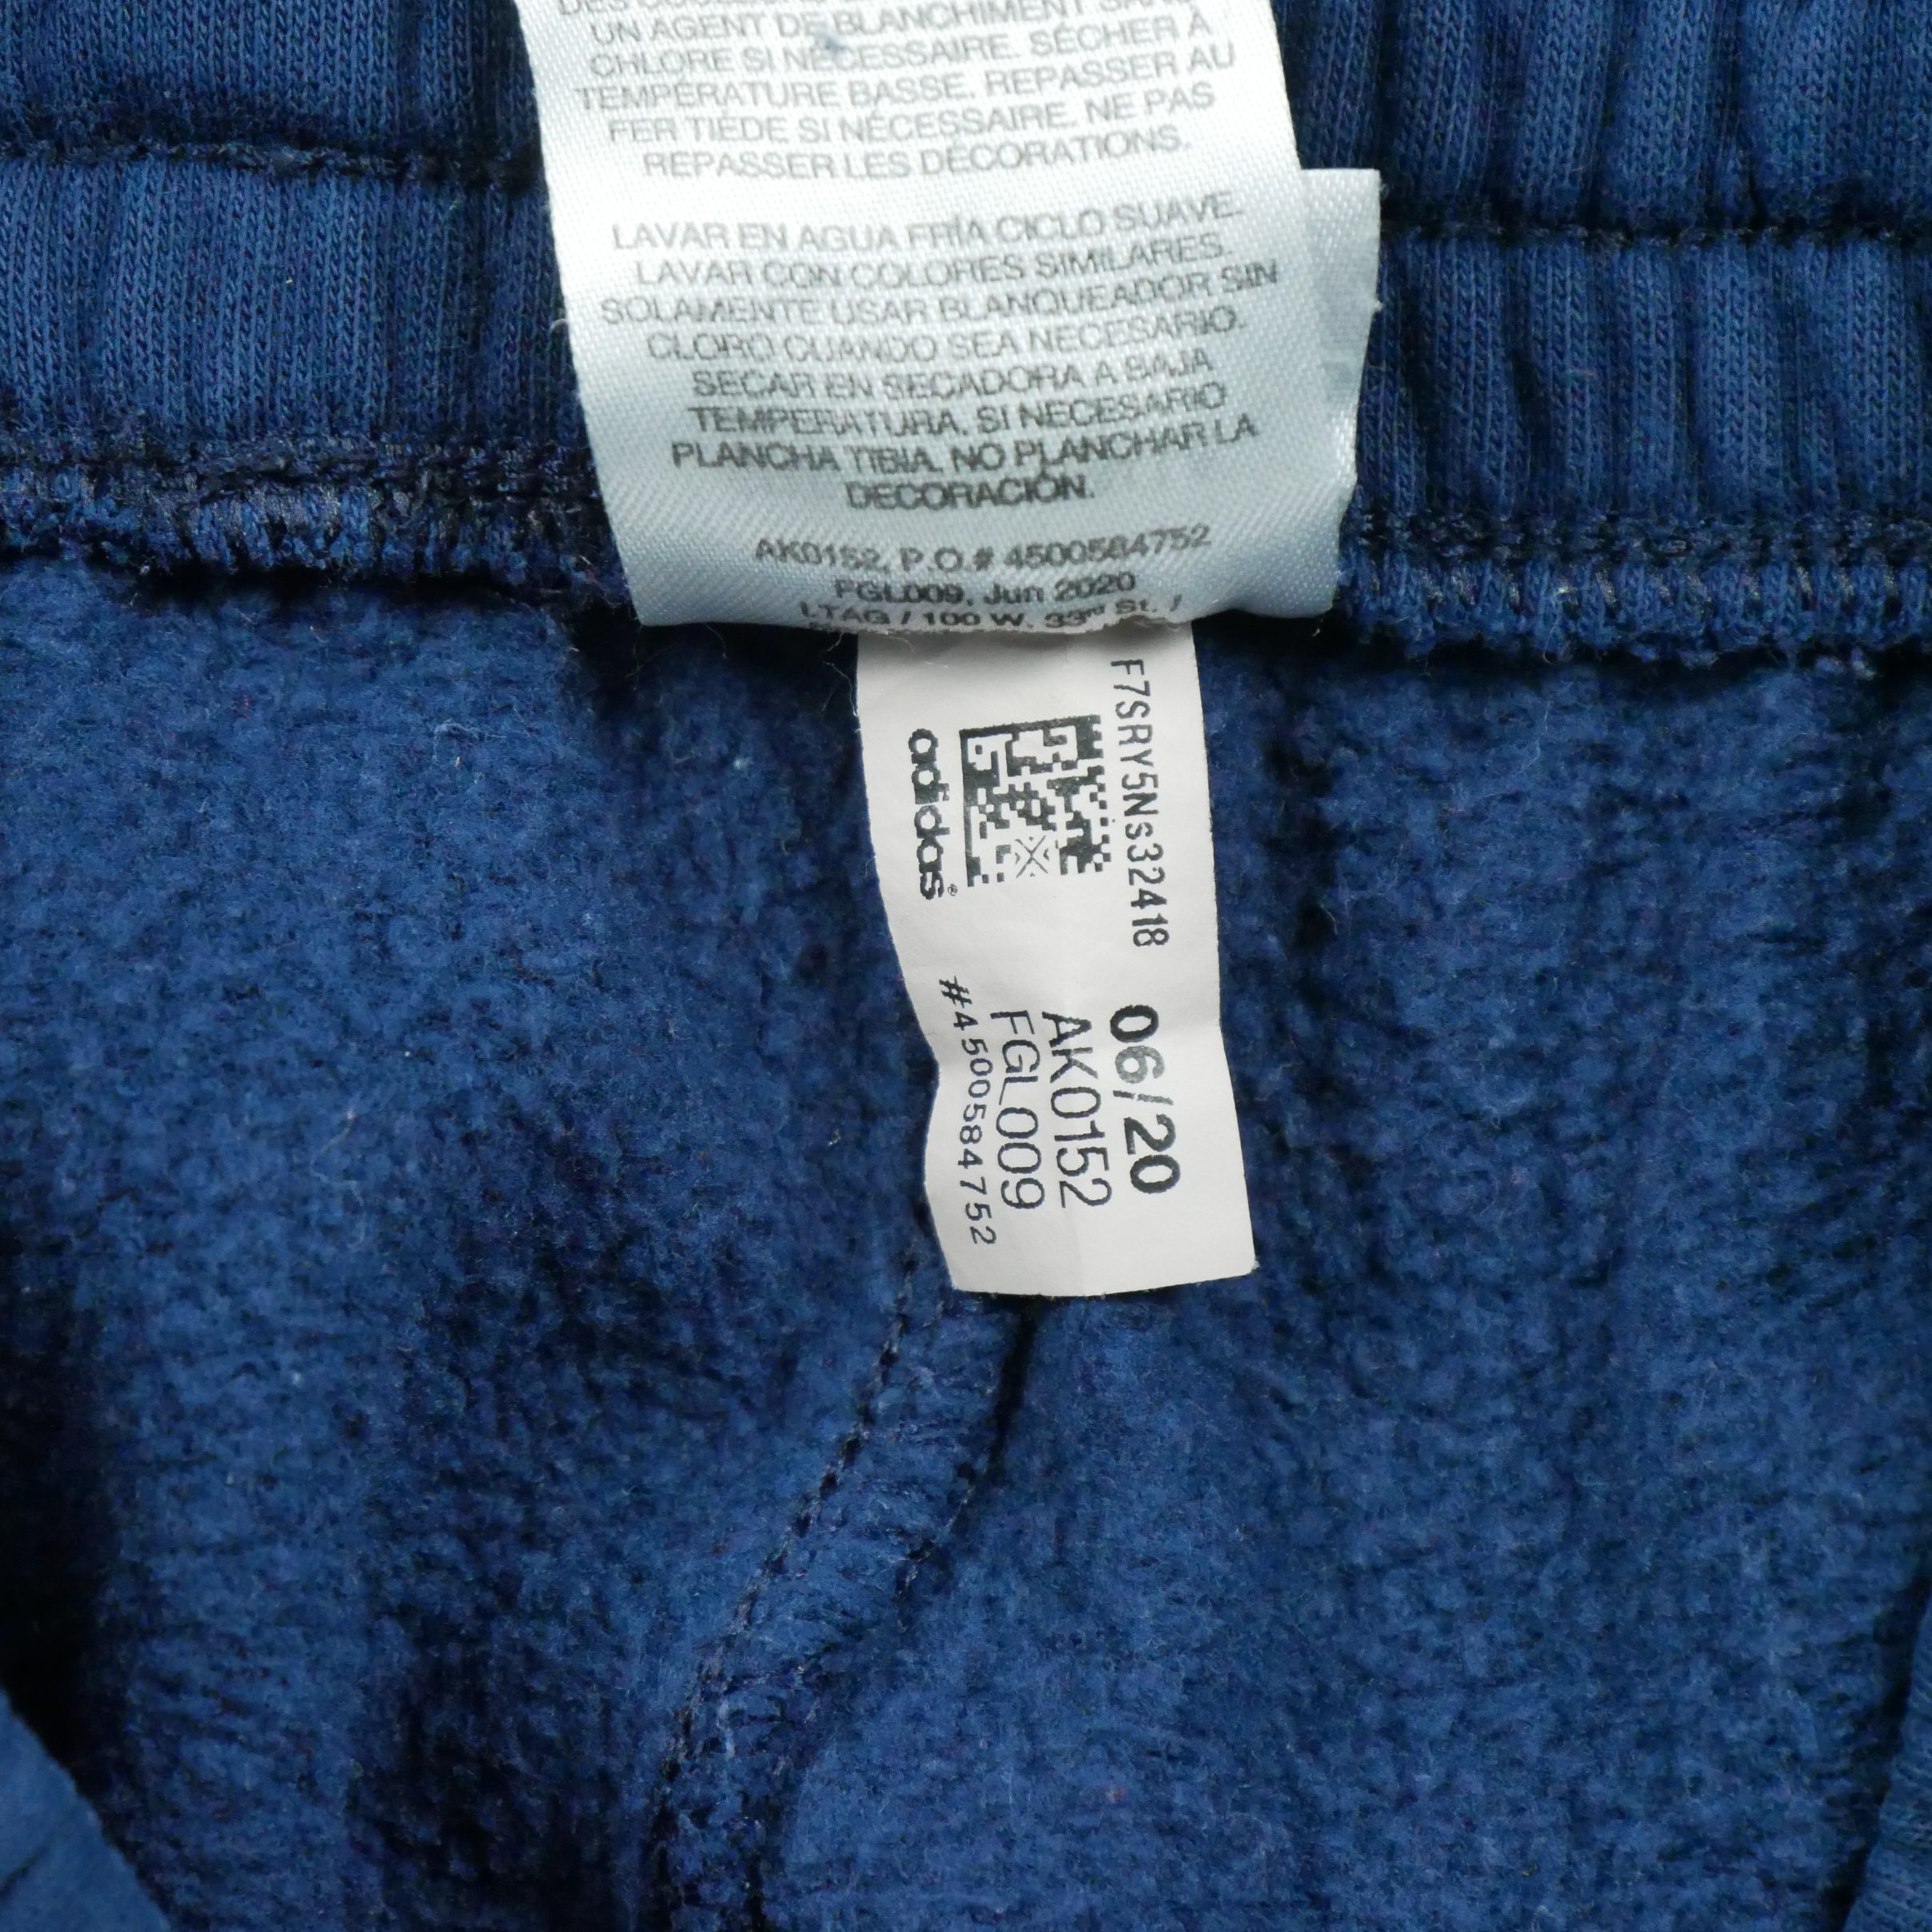 UN AGENT DE BLANCHIMENT SANS
CHLORE SI NÉCESSAIRE. SÉCHER À
TEMPÉRATURE BASSE. REPASSER AU
FER TIÈDE SI NÉCESSAIRE. NE PAS
REPASSER LES DÉCORATIONS.
LAVAR EN AGUA FRÍA CICLO SUAVE.
LAVAR CON COLORES SIMILARES.
SOLAMENTE USAR BLANQUEADOR SIN
CLORO CUANDO SEA NECESARIO.
SECAR EN SECADORA A BAJA
TEMPERATURA. SI NECESARIO
PLANCHA TIBIA. NO PLANCHAR LA
DECORACIÓN.
AK0152, P.O.# 4500584752
FGL009, Jun 2020
LTAG / 100 W. 33rd St. /
F7SRY5Ns32418
adidas®
06/20
AK0152
FGL009
#4500584752